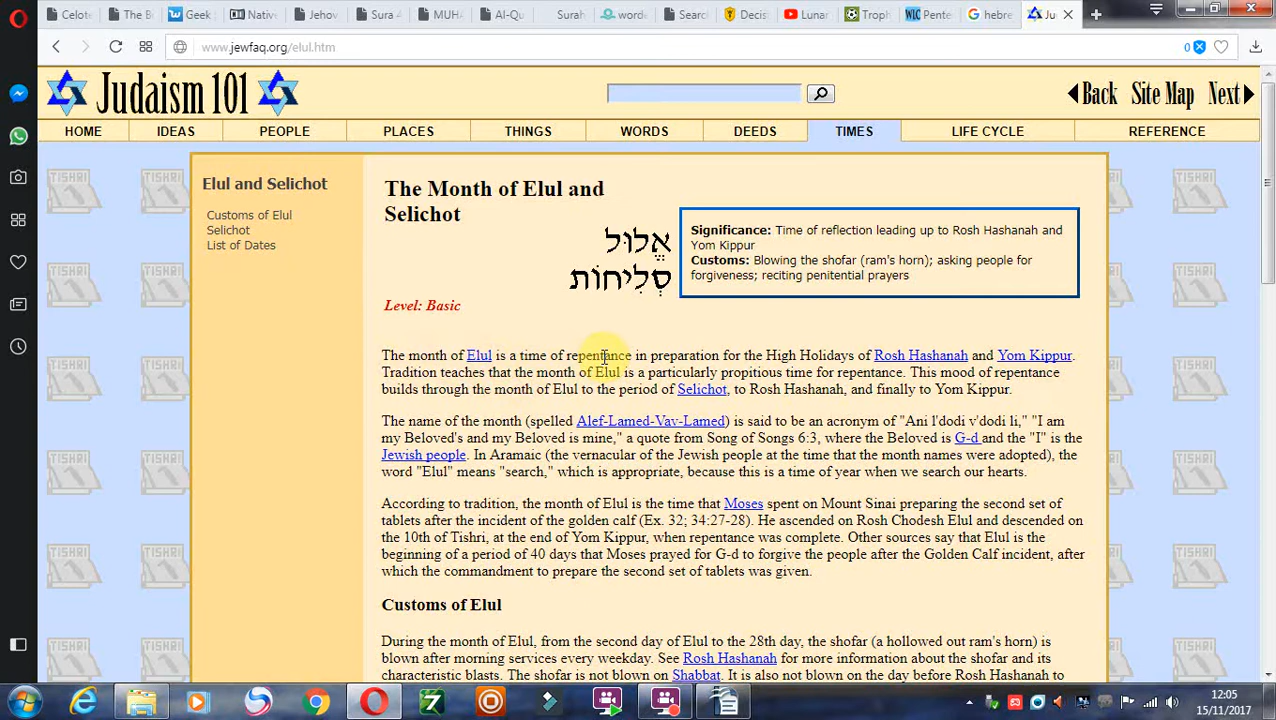 Celot
The B
Geek
Nativ
Jehov
Sura
MUHA
Al-Qu
Surah
word
Searc
Decis
Lunar
Trop
WLC Pente
hebre
Ju
www.jewfaq.org/elul.htm
0
Judaism 101
Back Site Map Next
HOME IDEAS PEOPLE PLACES THINGS WORDS DEEDS TIMES LIFE CYCLE REFERENCE
TISHRI
Elul and Selichot
Customs of Elul
Selichot
List of Dates
The Month of Elul and
Selichot
אֱלוּל
סְלִיחוֹת
Level: Basic
Significance: Time of reflection leading up to Rosh Hashanah and
Yom Kippur
Customs: Blowing the shofar (ram's horn); asking people for
forgiveness; reciting penitential prayers
The month of Elul is a time of repentance in preparation for the High Holidays of Rosh Hashanah and Yom Kippur.
Tradition teaches that the month of Elul is a particularly propitious time for repentance. This mood of repentance
builds through the month of Elul to the period of Selichot, to Rosh Hashanah, and finally to Yom Kippur.
The name of the month (spelled Alef-Lamed-Vav-Lamed) is said to be an acronym of "Ani l'dodi v'dodi li," "I am
my Beloved's and my Beloved is mine," a quote from Song of Songs 6:3, where the Beloved is G-d and the "I" is the
Jewish people. In Aramaic (the vernacular of the Jewish people at the time that the month names were adopted), the
word "Elul" means "search," which is appropriate, because this is a time of year when we search our hearts.
According to tradition, the month of Elul is the time that Moses spent on Mount Sinai preparing the second set of
tablets after the incident of the golden calf (Ex. 32; 34:27-28). He ascended on Rosh Chodesh Elul and descended on
the 10th of Tishri, at the end of Yom Kippur, when repentance was complete. Other sources say that Elul is the
beginning of a period of 40 days that Moses prayed for G-d to forgive the people after the Golden Calf incident, after
which the commandment to prepare the second set of tablets was given.
Customs of Elul
During the month of Elul, from the second day of Elul to the 28th day, the shofar (a hollowed out ram's horn) is
blown after morning services every weekday. See Rosh Hashanah for more information about the shofar and its
characteristic blasts. The shofar is not blown on Shabbat. It is also not blown on the day before Rosh Hashanah to
12:05
15/11/2017